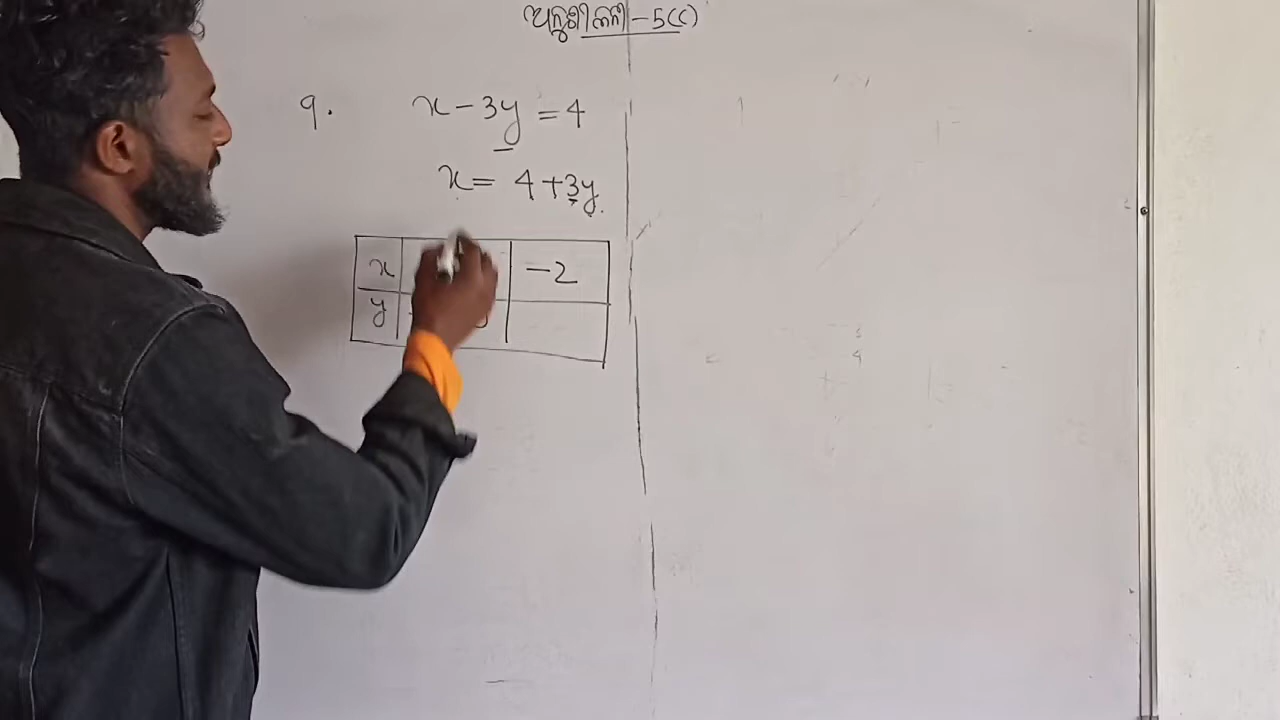 ଅନୁଶୀଳନୀ - 5(C)
9. x - 3y = 4
x = 4 + 3y
x -2
y